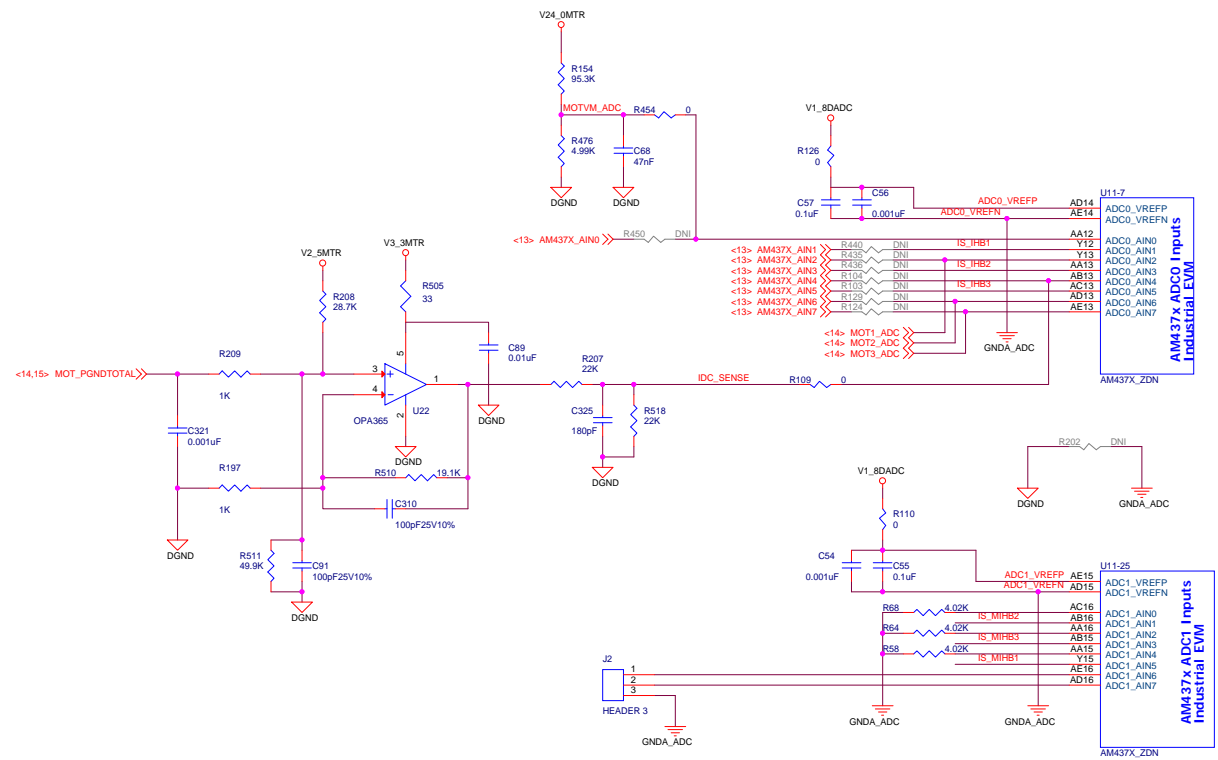 V24_0MTR
R154
95.3K
MOTVM_ADC
R454
0
R476
4.99K
C68
47nF
DGND
DGND
V1_8DADC
R126
0
C57
0.1uF
C56
0.001uF
ADC0_VREFP
ADC0_VREFN
U11-7
AD14
ADC0_VREFP
AE14
ADC0_VREFN
<13> AM437X_AIN0
R450
DNI
AA12
ADC0_AIN0
<13> AM437X_AIN1
R440
DNI
IS_IHB1
Y12
ADC0_AIN1
<13> AM437X_AIN2
R435
DNI
Y13
ADC0_AIN2
<13> AM437X_AIN3
R436
DNI
IS_IHB2
AA13
ADC0_AIN3
<13> AM437X_AIN4
R104
DNI
AB13
ADC0_AIN4
<13> AM437X_AIN5
R103
DNI
IS_IHB3
AC13
ADC0_AIN5
<13> AM437X_AIN6
R129
DNI
AD13
ADC0_AIN6
<13> AM437X_AIN7
R124
DNI
AE13
ADC0_AIN7
<14> MOT1_ADC
<14> MOT2_ADC
<14> MOT3_ADC
GNDA_ADC
AM437x ADC0 Inputs
Industrial EVM
AM437X_ZDN
V3_3MTR
V2_5MTR
R505
33
R208
28.7K
C89
0.01uF
DGND
R209
1K
<14,15> MOT_PGNDTOTAL
3
+
4
-
5
2
1
U22
OPA365
DGND
R207
22K
IDC_SENSE
R109
0
C325
180pF
R518
22K
DGND
C321
0.001uF
R197
1K
R510
19.1K
C310
100pF25V10%
DGND
R511
49.9K
C91
100pF25V10%
DGND
R202
DNI
DGND
GNDA_ADC
V1_8DADC
R110
0
C54
0.001uF
C55
0.1uF
ADC1_VREFP
ADC1_VREFN
U11-25
AE15
ADC1_VREFP
AD15
ADC1_VREFN
R68
4.02K
AC16
ADC1_AIN0
IS_MIHB2
AB16
ADC1_AIN1
R64
4.02K
AA16
ADC1_AIN2
IS_MIHB3
AB15
ADC1_AIN3
R58
4.02K
AA15
ADC1_AIN4
IS_MIHB1
Y15
ADC1_AIN5
AE16
ADC1_AIN6
AD16
ADC1_AIN7
J2
1
2
3
HEADER 3
GNDA_ADC
GNDA_ADC
GNDA_ADC
AM437x ADC1 Inputs
Industrial EVM
AM437X_ZDN